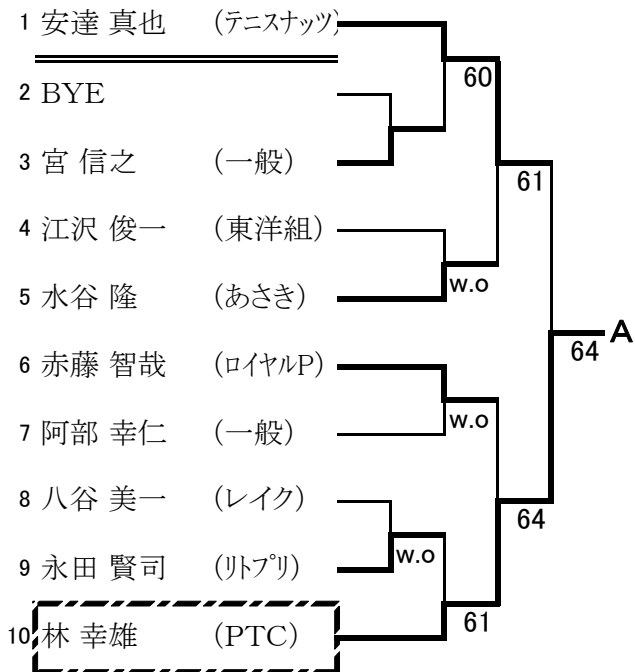 1 安達 真也 (テニスナッツ)
60
2 BYE
3 宮 信之 (一般)
61
4 江沢 俊一 (東洋組)
w.o
5 水谷 隆 (あさき)
64 A
6 赤藤 智哉 (ロイヤルP)
w.o
7 阿部 幸仁 (一般)
8 八谷 美一 (レイク)
64
w.o
9 永田 賢司 (リトプリ)
61
10 林 幸雄 (PTC)